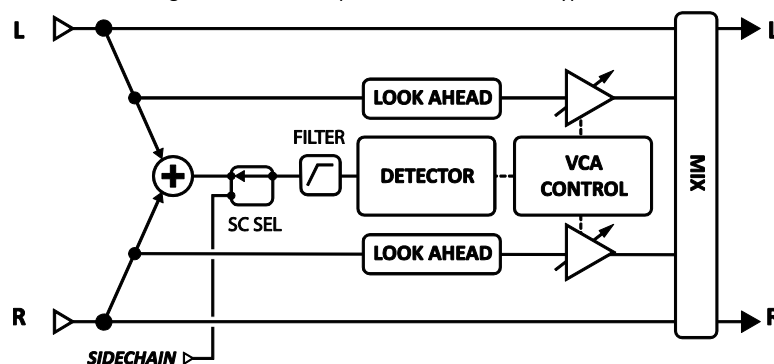 L
L
LOOK AHEAD
FILTER
DETECTOR
VCA
CONTROL
MIX
SC SEL
LOOK AHEAD
R
R
SIDECHAIN